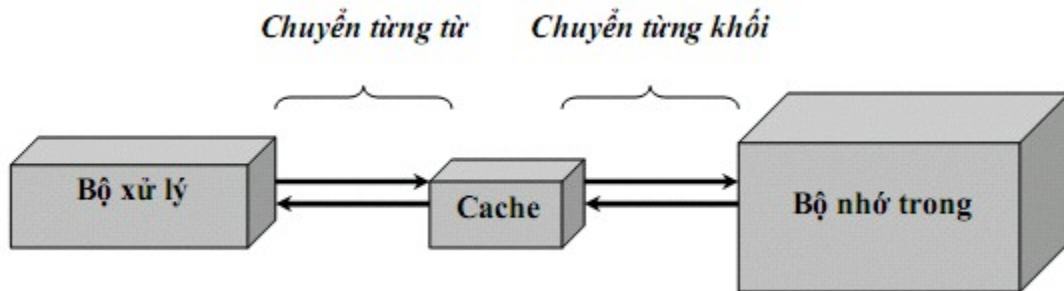 Chuyển từng từ
Chuyển từng khối
Bộ xử lý
Cache
Bộ nhớ trong